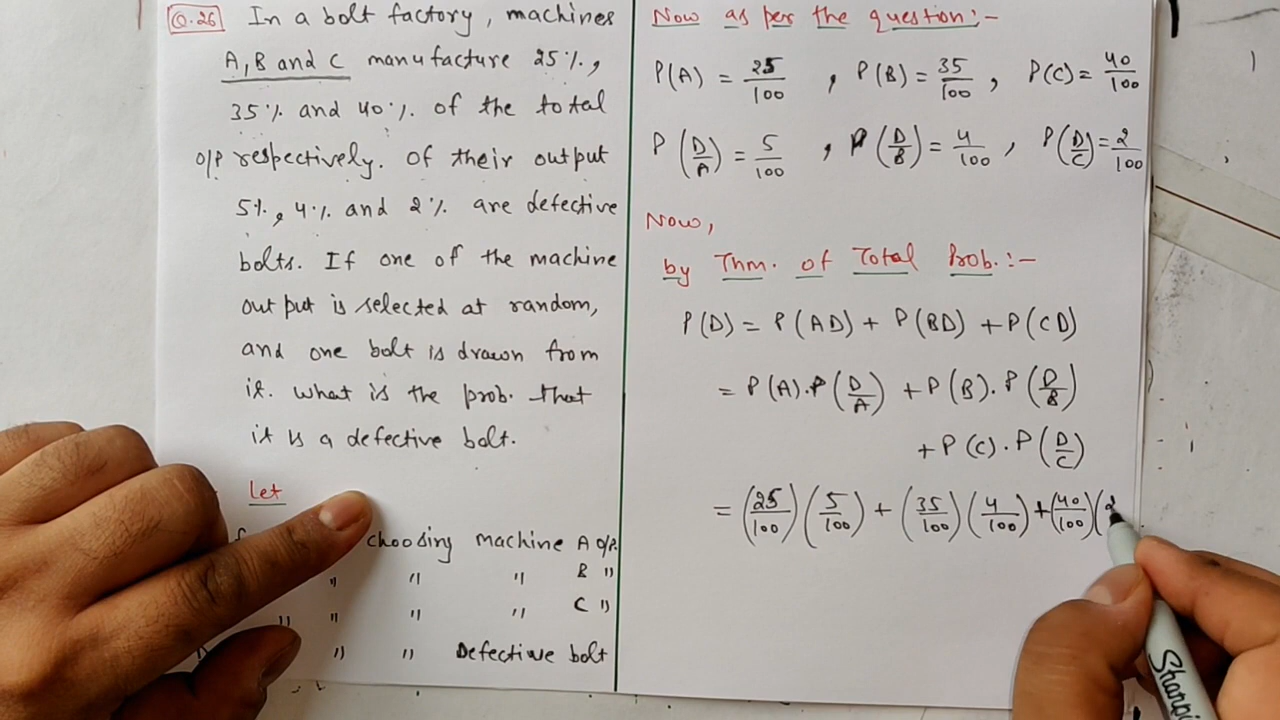 Q.26 In a bolt factory, machines
A, B and C manufacture 25%,
35% and 40% of the total
O/P respectively. Of their output
5%, 4% and 2% are defective
bolts. If one of the machine
output is selected at random,
and one bolt is drawn from
it. What is the prob. that
it is a defective bolt.
Let
choosing machine A O/P.
" " " B "
" " " C "
" " Defective bolt
Now as per the question:-
P(A) = 25/100 , P(B) = 35/100 , P(C) = 40/100
P(D/A) = 5/100 , P(D/B) = 4/100 , P(D/C) = 2/100
Now,
by Thm. of Total Prob.:-
P(D) = P(AD) + P(BD) + P(CD)
= P(A).P(D/A) + P(B).P(D/B)
+ P(C).P(D/C)
= (25/100)(5/100) + (35/100)(4/100) + (40/100)(2
Sharpi